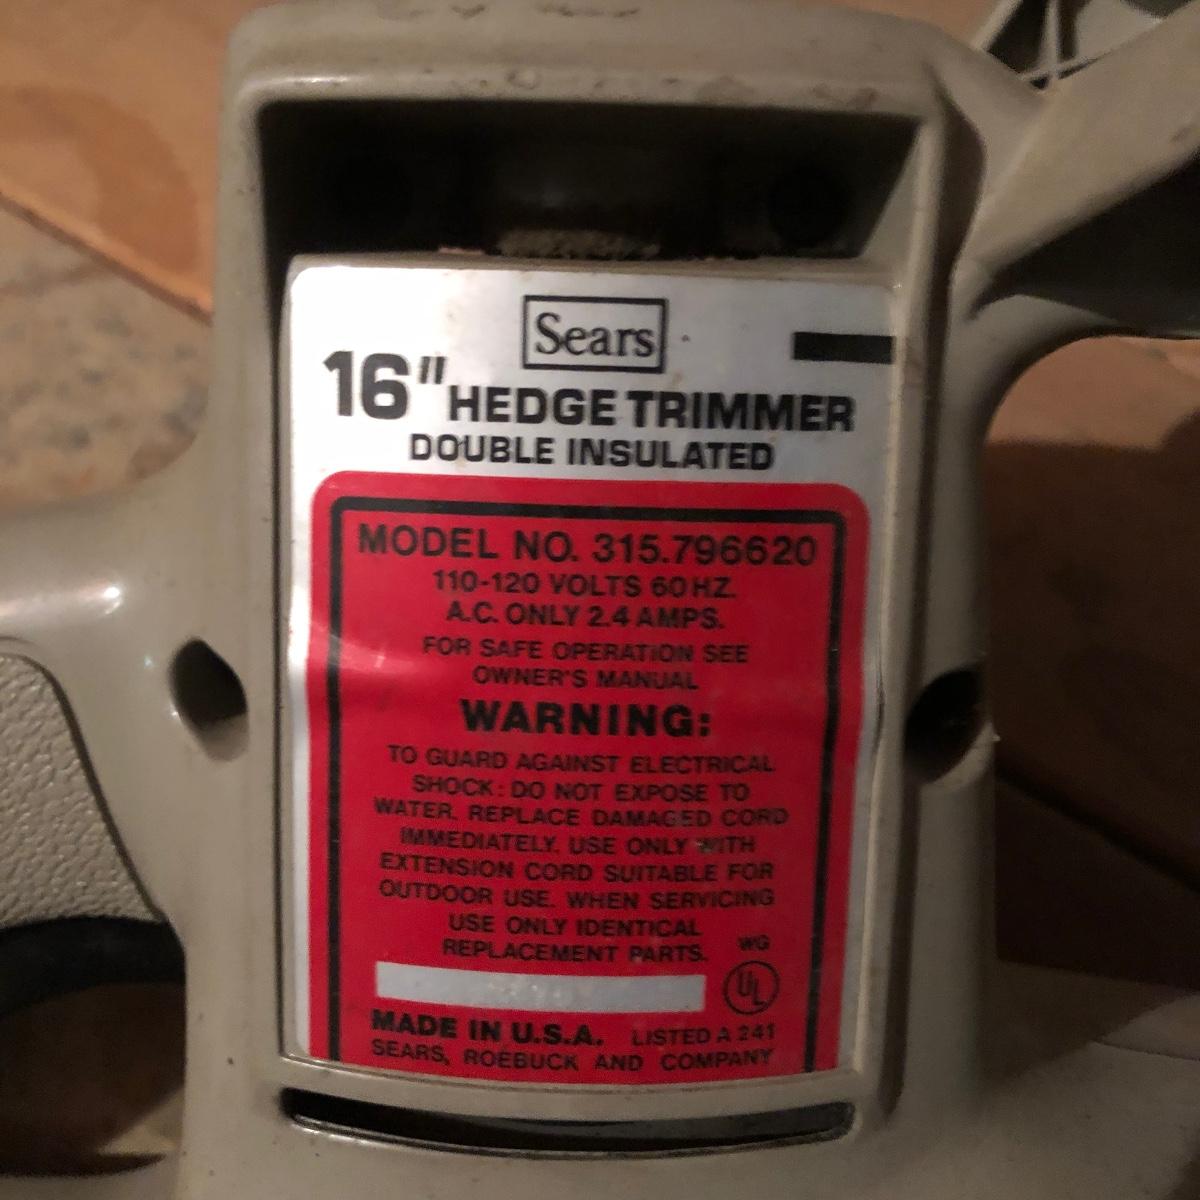 Sears
16" HEDGE TRIMMER
DOUBLE INSULATED
MODEL NO. 315.796620
110-120 VOLTS 60 HZ.
A.C. ONLY 2.4 AMPS.
FOR SAFE OPERATION SEE
OWNER'S MANUAL
WARNING:
TO GUARD AGAINST ELECTRICAL
SHOCK: DO NOT EXPOSE TO
WATER. REPLACE DAMAGED CORD
IMMEDIATELY. USE ONLY WITH
EXTENSION CORD SUITABLE FOR
OUTDOOR USE. WHEN SERVICING
USE ONLY IDENTICAL
REPLACEMENT PARTS.
WG
UL
MADE IN U.S.A. LISTED A 241
SEARS, ROEBUCK AND COMPANY